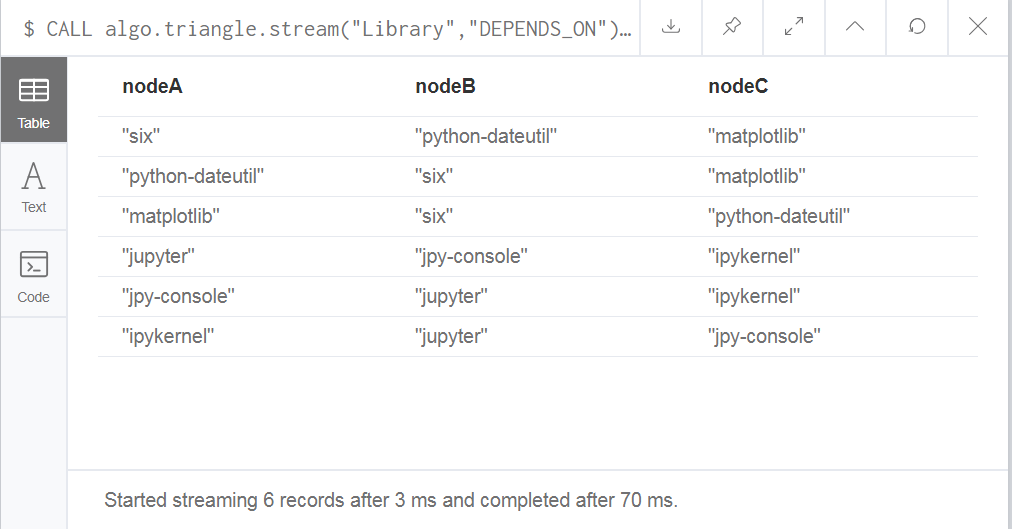 $ CALL algo.triangle.stream("Library","DEPENDS_ON")…
Table
Text
Code
nodeA nodeB nodeC
"six" "python-dateutil" "matplotlib"
"python-dateutil" "six" "matplotlib"
"matplotlib" "six" "python-dateutil"
"jupyter" "jpy-console" "ipykernel"
"jpy-console" "jupyter" "ipykernel"
"ipykernel" "jupyter" "jpy-console"
Started streaming 6 records after 3 ms and completed after 70 ms.